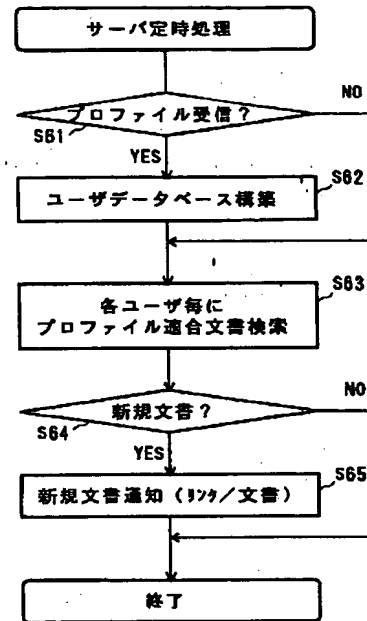 サーバ定時処理
プロファイル受信?
NO
S61
YES
S62
ユーザデータベース構築
S63
各ユーザ毎に
プロファイル適合文書検索
新規文書?
NO
S64
YES
S65
新規文書通知(リンク/文書)
終了